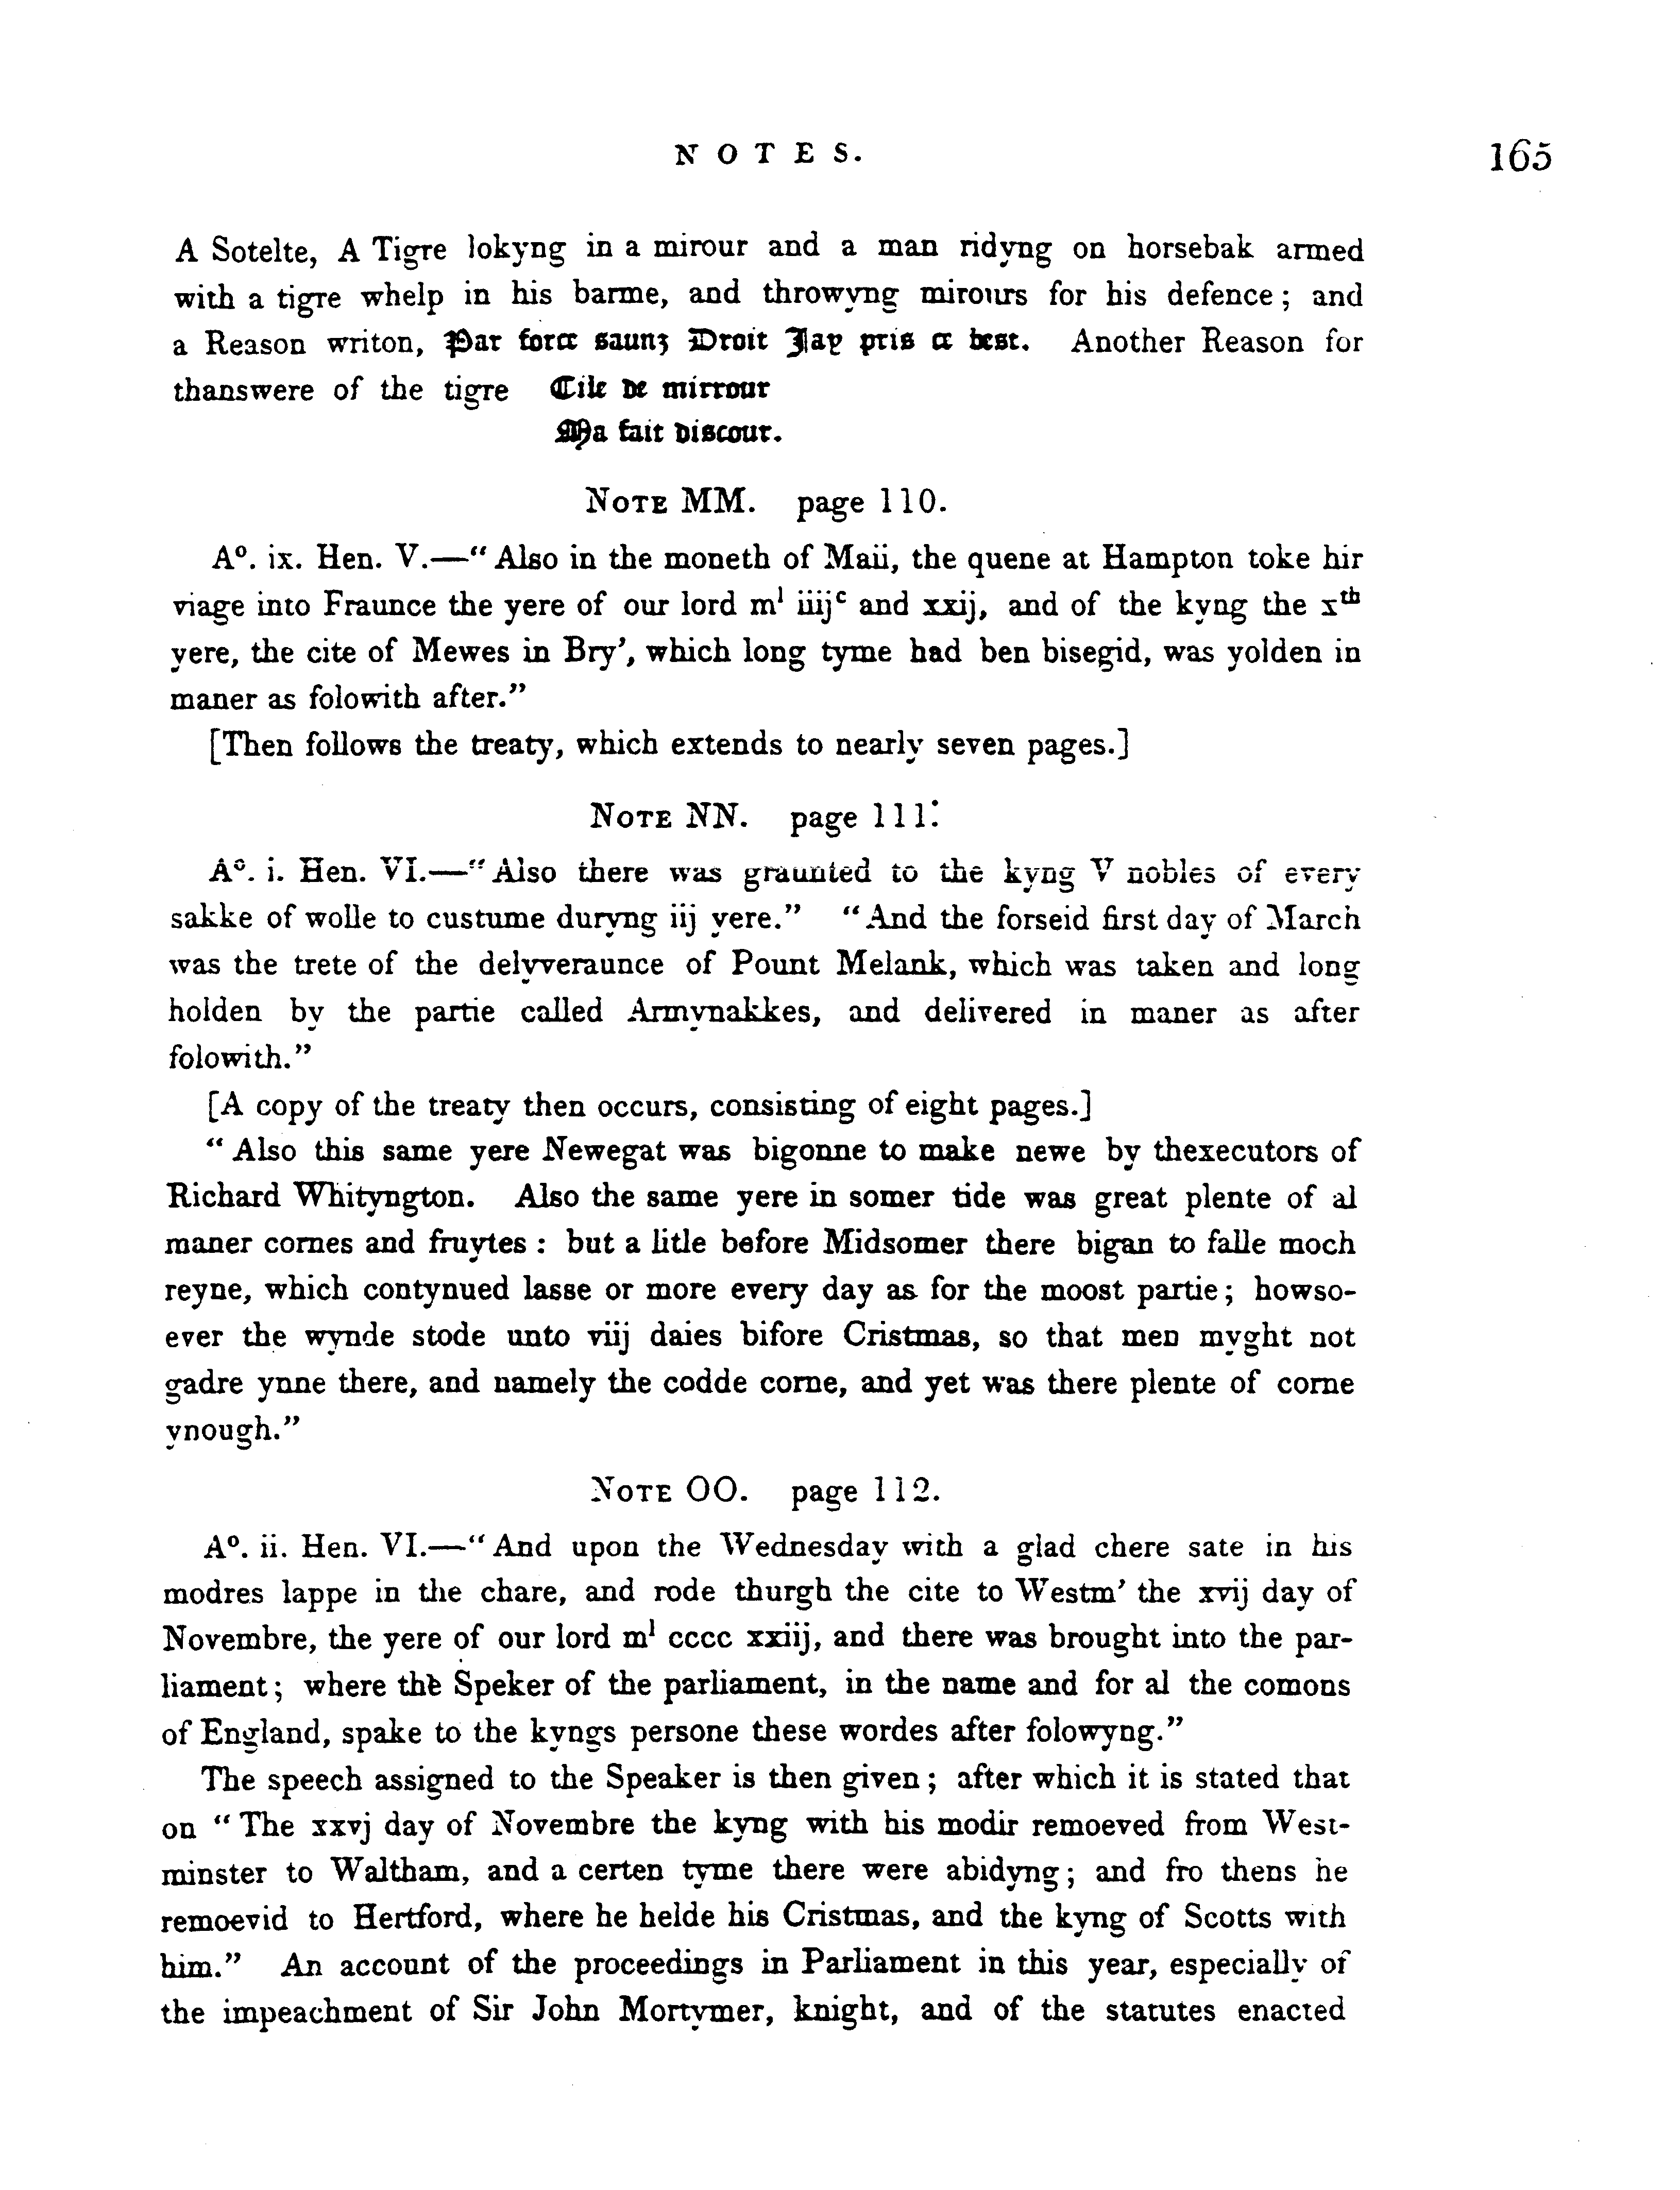 NOTES.
165
A Sotelte, A Tigre lokyng in a mirour and a man ridyng on horsebak armed
with a tigre whelp in his barme, and throwyng mirours for his defence; and
a Reason writon, Par force saunz Droit Jay pris ce best. Another Reason for
thanswere of the tigre Cile de mirrour
Ma fait discour.
NOTE MM. page 110.
Aº. ix. Hen. V.—“Also in the moneth of Maii, the quene at Hampton toke hir
viage into Fraunce the yere of our lord mˡ iiijᶜ and xxij, and of the kyng the xᵗʰ
yere, the cite of Mewes in Bry’, which long tyme had ben bisegid, was yolden in
maner as folowith after.”
[Then follows the treaty, which extends to nearly seven pages.]
NOTE NN. page 111.
Aº. i. Hen. VI.—“Also there was graunted to the kyng V nobles of every
sakke of wolle to custume duryng iij yere.” “And the forseid first day of March
was the trete of the delyveraunce of Pount Melank, which was taken and long
holden by the partie called Armynakkes, and delivered in maner as after
folowith.”
[A copy of the treaty then occurs, consisting of eight pages.]
“Also this same yere Newegat was bigonne to make newe by thexecutors of
Richard Whityngton. Also the same yere in somer tide was great plente of al
maner cornes and fruytes : but a litle before Midsomer there bigan to falle moch
reyne, which contynued lasse or more every day as for the moost partie; howso-
ever the wynde stode unto viij daies bifore Cristmas, so that men myght not
gadre ynne there, and namely the codde corne, and yet was there plente of corne
ynough.”
NOTE OO. page 112.
Aº. ii. Hen. VI.—“And upon the Wednesday with a glad chere sate in his
modres lappe in the chare, and rode thurgh the cite to Westm’ the xvij day of
Novembre, the yere of our lord mˡ cccc xxiij, and there was brought into the par-
liament; where the Speker of the parliament, in the name and for al the comons
of England, spake to the kyngs persone these wordes after folowyng.”
The speech assigned to the Speaker is then given; after which it is stated that
on “The xxvj day of Novembre the kyng with his modir remoeved from West-
minster to Waltham, and a certen tyme there were abidyng; and fro thens he
remoevid to Hertford, where he helde his Cristmas, and the kyng of Scotts with
him.” An account of the proceedings in Parliament in this year, especially of
the impeachment of Sir John Mortymer, knight, and of the statutes enacted